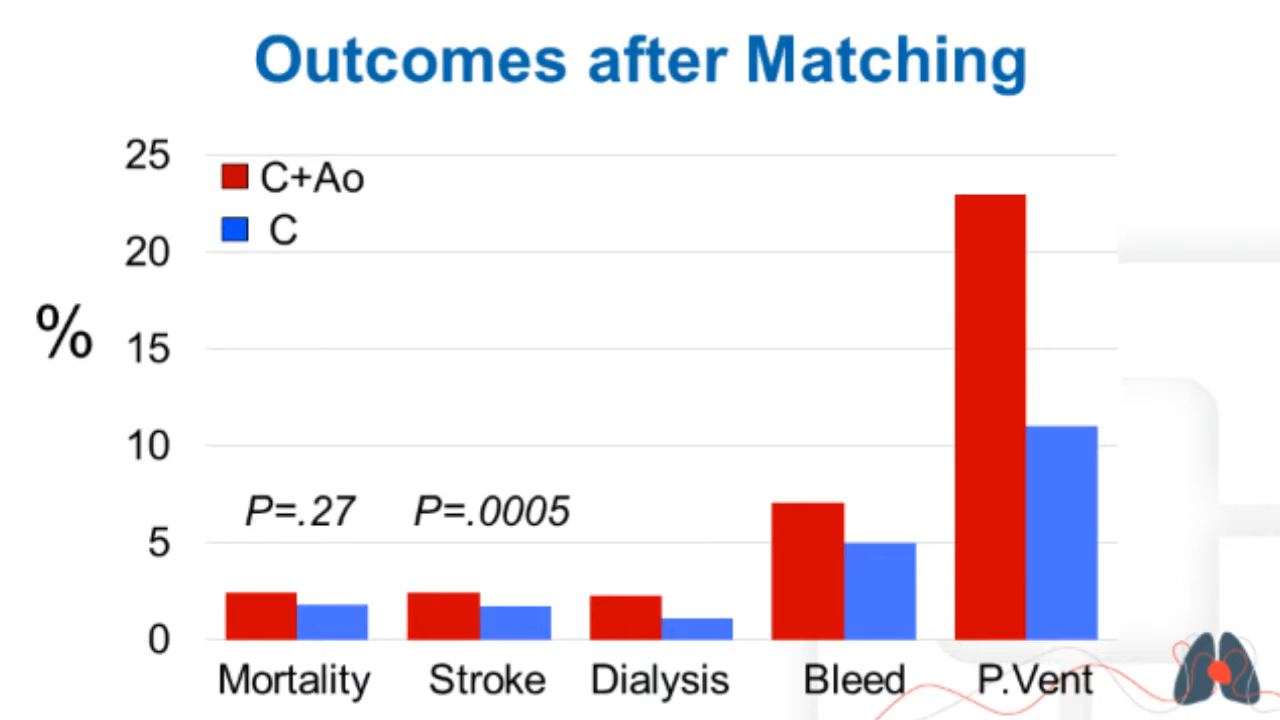 Outcomes after Matching
25
C+Ao
C
20
%
15
10
P=.27 P=.0005
5
0
Mortality Stroke Dialysis Bleed P.Vent